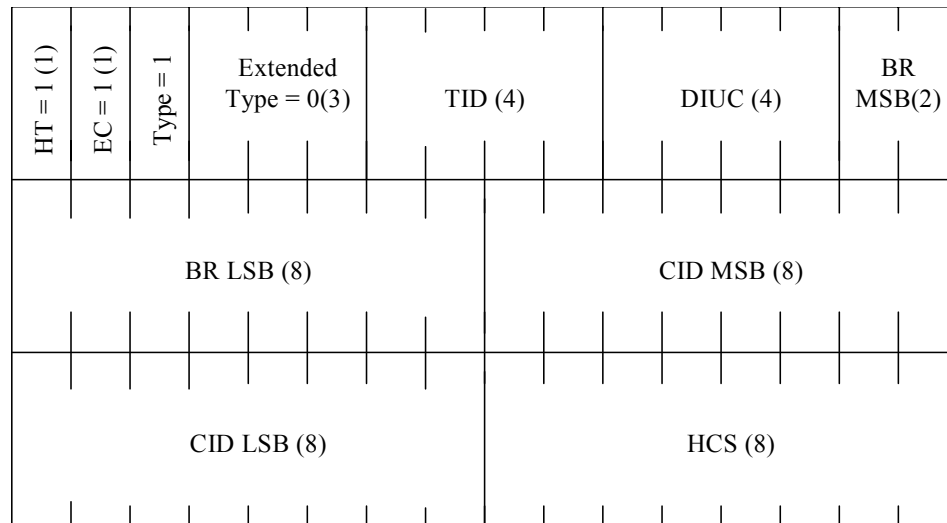 HT = 1 (1)
EC = 1 (1)
Type = 1
Extended
Type = 0(3)
TID (4)
DIUC (4)
BR
MSB(2)
BR LSB (8)
CID MSB (8)
CID LSB (8)
HCS (8)